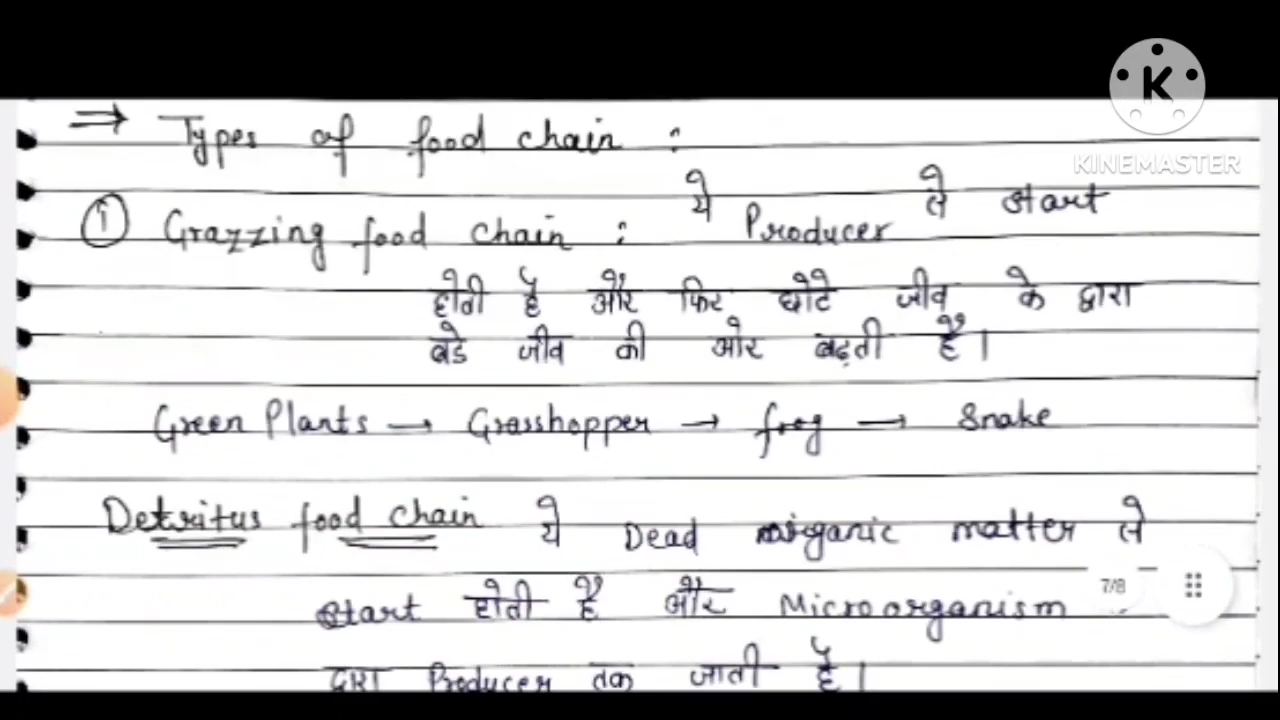 ⇒ Types of food chain :
① Grazzing food chain : ये Producer से start
होती है और फिर छोटे जीव के द्वारा
बडे जीव की ओर बढ़ती है।
Green Plants → Grasshopper → frog → Snake
Detritus food chain ये Dead organic matter से
Start होती है और Microorganism
द्वारा Producer तक जाती है।
KINEMASTER
7/8